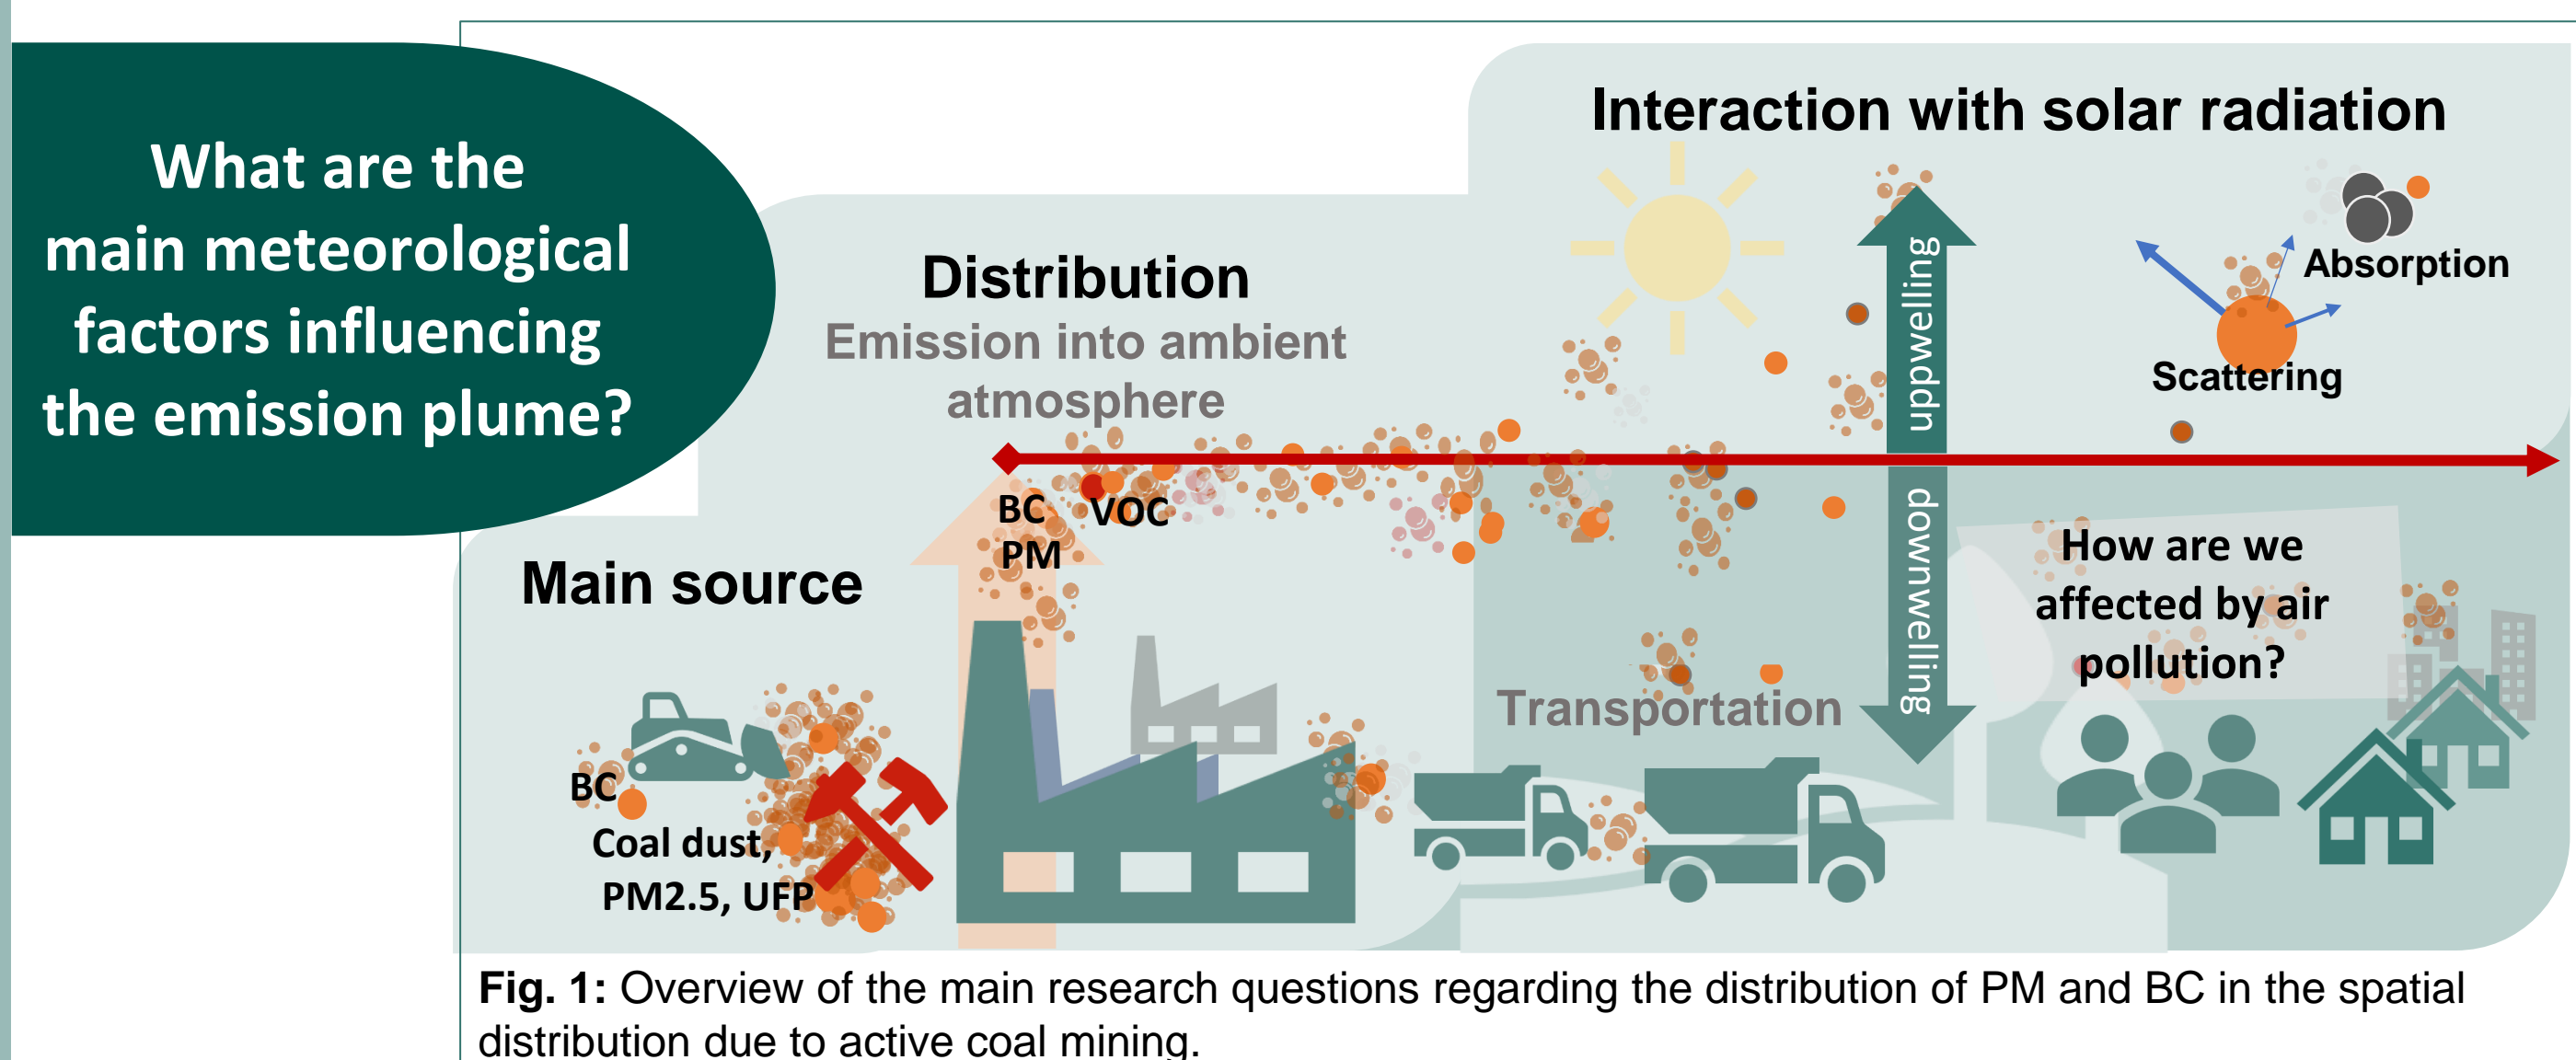 What are the
main meteorological
factors influencing
the emission plume?
Interaction with solar radiation
Distribution
Emission into ambient
atmosphere
Absorption
Scattering
uppwelling
downwelling
BC
VOC
PM
Main source
How are we
affected by air
pollution?
Transportation
BC
Coal dust,
PM2.5, UFP
Fig. 1: Overview of the main research questions regarding the distribution of PM and BC in the spatial
distribution due to active coal mining.